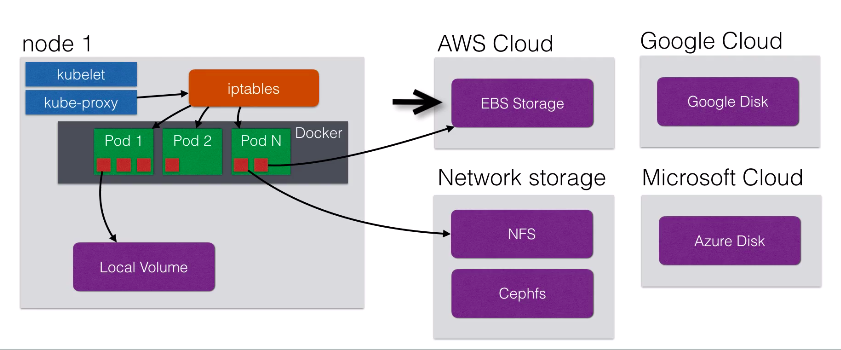 node 1
kubelet
kube-proxy
iptables
Docker
Pod 1
Pod 2
Pod N
Local Volume
AWS Cloud
EBS Storage
Google Cloud
Google Disk
Network storage
NFS
Cephfs
Microsoft Cloud
Azure Disk